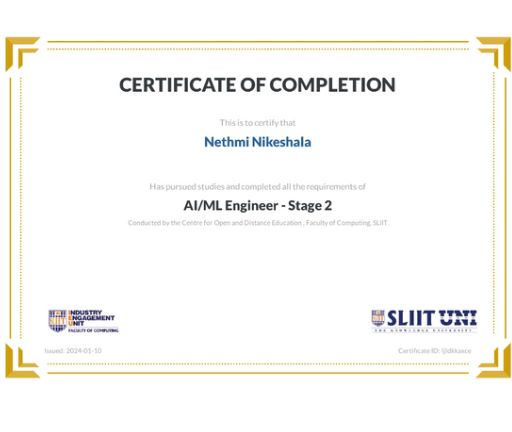 CERTIFICATE OF COMPLETION
This is to certify that
Nethmi Nikeshala
Has pursued studies and completed all the requirements of
AI/ML Engineer - Stage 2
Conducted by the Centre for Open and Distance Education , Faculty of Computing, SLIIT
INDUSTRY
ENGAGEMENT
UNIT
FACULTY OF COMPUTING
SLIIT UNI
THE KNOWLEDGE UNIVERSITY
Issued: 2024-01-10
Certificate ID: